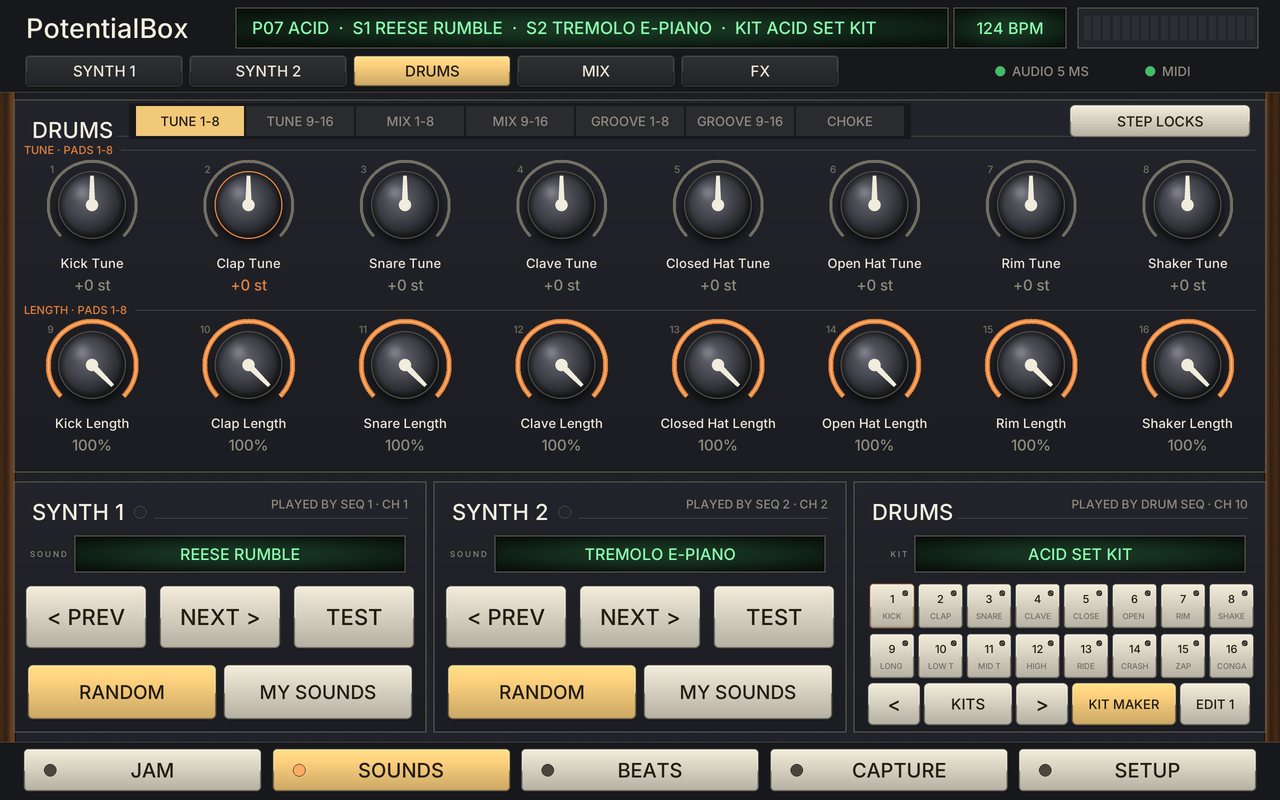 PotentialBox
P07 ACID · S1 REESE RUMBLE · S2 TREMOLO E-PIANO · KIT ACID SET KIT
124 BPM
SYNTH 1
SYNTH 2
DRUMS
MIX
FX
AUDIO 5 MS
MIDI
DRUMS
TUNE 1-8
TUNE 9-16
MIX 1-8
MIX 9-16
GROOVE 1-8
GROOVE 9-16
CHOKE
STEP LOCKS
TUNE · PADS 1-8
1 2 3 4 5 6 7 8
Kick Tune
Clap Tune
Snare Tune
Clave Tune
Closed Hat Tune
Open Hat Tune
Rim Tune
Shaker Tune
+0 st
+0 st
+0 st
+0 st
+0 st
+0 st
+0 st
+0 st
LENGTH · PADS 1-8
9 10 11 12 13 14 15 16
Kick Length
Clap Length
Snare Length
Clave Length
Closed Hat Length
Open Hat Length
Rim Length
Shaker Length
100%
100%
100%
100%
100%
100%
100%
100%
SYNTH 1
PLAYED BY SEQ 1 · CH 1
SOUND
REESE RUMBLE
< PREV
NEXT >
TEST
RANDOM
MY SOUNDS
SYNTH 2
PLAYED BY SEQ 2 · CH 2
SOUND
TREMOLO E-PIANO
< PREV
NEXT >
TEST
RANDOM
MY SOUNDS
DRUMS
PLAYED BY DRUM SEQ · CH 10
KIT
ACID SET KIT
1 2 3 4 5 6 7 8
KICK CLAP SNARE CLAVE CLOSE OPEN RIM SHAKE
9 10 11 12 13 14 15 16
LONG LOW T MID T HIGH RIDE CRASH ZAP CONGA
<
KITS
>
KIT MAKER
EDIT 1
JAM
SOUNDS
BEATS
CAPTURE
SETUP